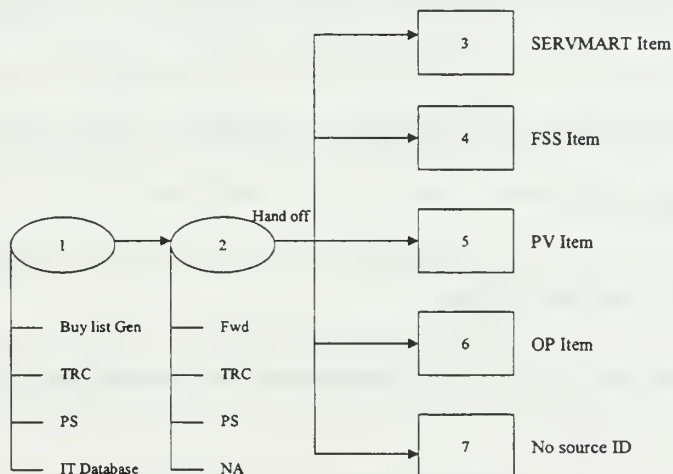 3 SERVMART Item
4 FSS Item
Hand off
1
2
5 PV Item
Buy list Gen
Fwd
6 OP Item
TRC
TRC
PS
PS
7 No source ID
IT Database
NA